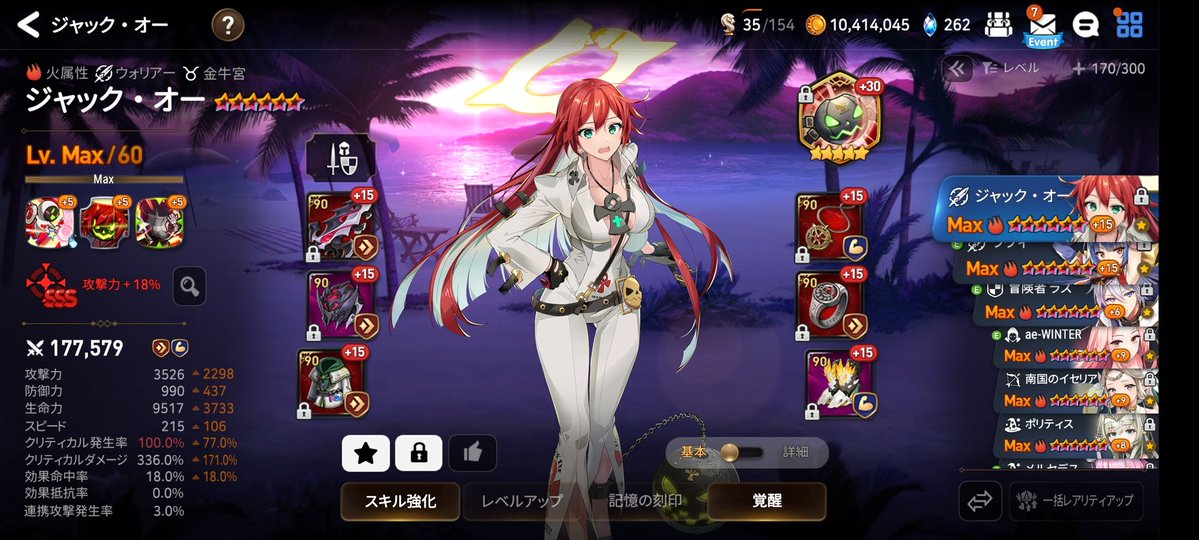 ジャック・オー
?
35/154
10,414,045
262
7
Event
火属性 ウォリアー 金牛宮
ジャック・オー
Lv. Max/60
Max
+5
+5
+5
SSS
攻撃力 + 18%
177,579
攻撃力 3526 2298
防御力 990 437
生命力 9517 3733
スピード 215 106
クリティカル発生率 100.0% 77.0%
クリティカルダメージ 336.0% 171.0%
効果命中率 18.0% 18.0%
効果抵抗率 0.0%
連携攻撃発生率 3.0%
90 +15
90 +15
90 +15
+30
90 +15
90 +15
90 +15
基本
詳細
スキル強化
レベルアップ
記憶の刻印
覚醒
レベル
170/300
ジャック・オー
Max +15
Max +15
冒険者ラス
Max +6
ae-WINTER
Max +9
南国のイセリア
Max +9
ポリティス
Max +8
メルセデス
一括レアリティアップ